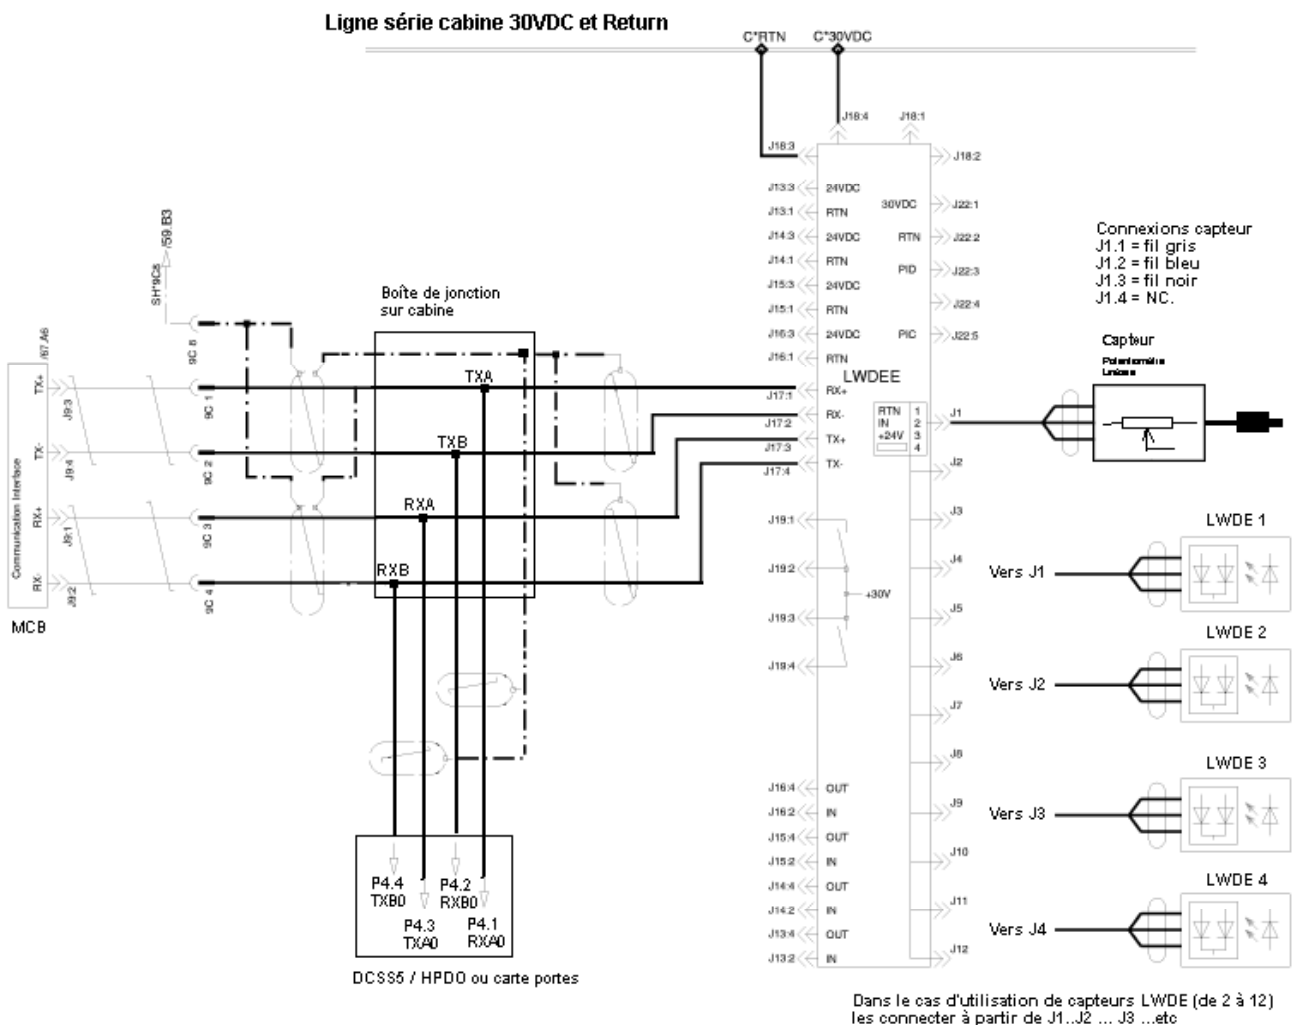 Ligne série cabine 30VDC et Return
C*RTN
C*30VDC
J18:4
J18:1
J18:3
J18:2
J13:3
24VDC
J13:1
RTN
J14:3
24VDC
J14:1
RTN
J15:3
24VDC
J15:1
RTN
J16:3
24VDC
J16:1
RTN
30VDC
J22:1
RTN
J22:2
PID
J22:3
J22:4
PIC
J22:5
LWDEE
J17:1
RX+
J17:2
RX-
J17:3
TX+
J17:4
TX-
RTN 1
IN 2
+24V 3
4
J1
J2
J3
J4
J5
J6
J7
J8
J9
J10
J11
J12
J19:1
J19:2
+30V
J19:3
J19:4
J16:4
OUT
J16:2
IN
J15:4
OUT
J15:2
IN
J14:4
OUT
J14:2
IN
J13:4
OUT
J13:2
IN
Connexions capteur
J1.1 = fil gris
J1.2 = fil bleu
J1.3 = fil noir
J1.4 = NC.
Capteur
Potentiomètre
Linéaire
LWDE 1
Vers J1
LWDE 2
Vers J2
LWDE 3
Vers J3
LWDE 4
Vers J4
/59.B3
SH*9C8
/67.A6
9C 8
Communication Interface
TX+
J9:3
9C 1
TX-
J9:4
9C 2
RX+
J9:1
9C 3
RX-
J9:2
9C 4
MCB
Boîte de jonction
sur cabine
TXA
TXB
RXA
RXB
P4.4
TXB0
P4.3
TXA0
P4.2
RXB0
P4.1
RXA0
DCSS5 / HPDO ou carte portes
Dans le cas d'utilisation de capteurs LWDE (de 2 à 12)
les connecter à partir de J1..J2 ... J3 ...etc